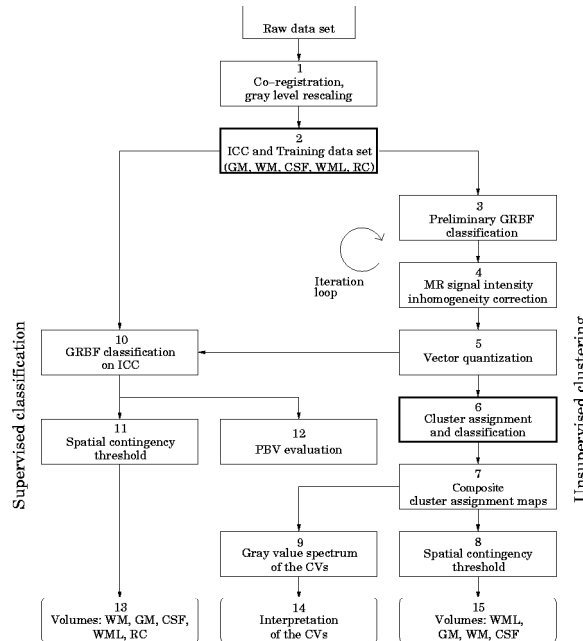 Raw data set
1
Co–registration,
gray level rescaling
2
ICC and Training data set
(GM, WM, CSF, WML, RC)
3
Preliminary GRBF
classification
Iteration
loop
4
MR signal intensity
inhomogeneity correction
10
GRBF classification
on ICC
5
Vector quantization
11
Spatial contingency
threshold
12
PBV evaluation
6
Cluster assignment
and classification
7
Composite
cluster assignment maps
9
Gray value spectrum
of the CVs
8
Spatial contingency
threshold
13
Volumes: WM, GM, CSF,
WML, RC
14
Interpretation
of the CVs
15
Volumes: WML,
GM, WM, CSF
Supervised classification
Unsupervised clustering